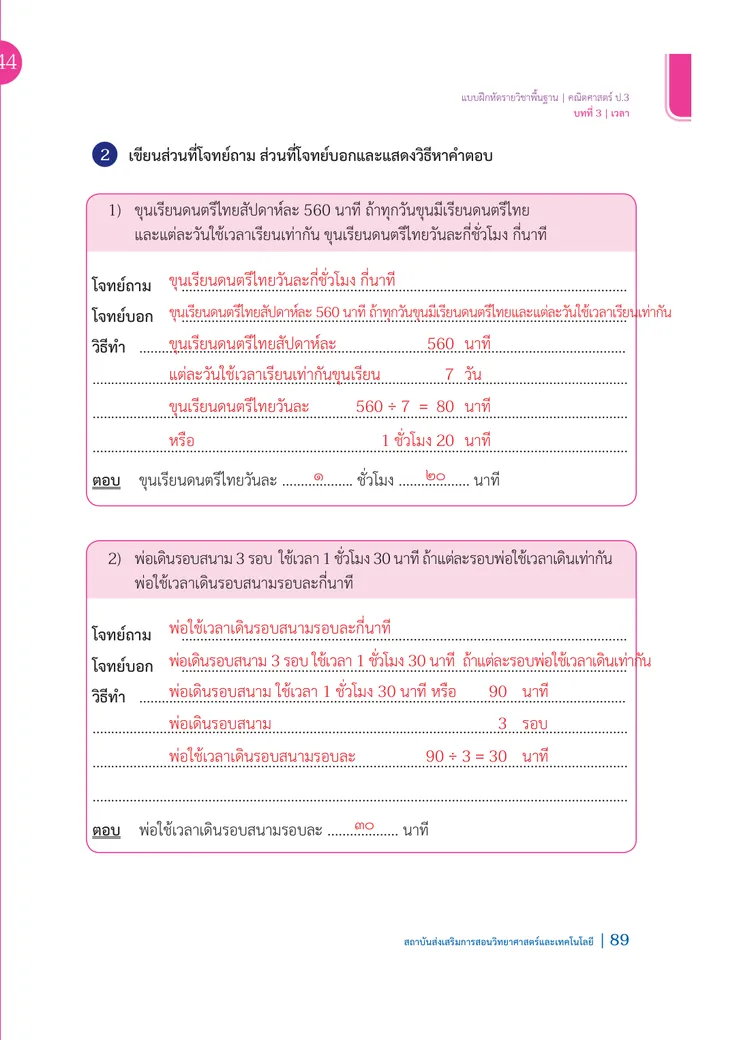 44
แบบฝึกหัดรายวิชาพื้นฐาน | คณิตศาสตร์ ป.3
บทที่ 3 | เวลา
2 เขียนส่วนที่โจทย์ถาม ส่วนที่โจทย์บอกและแสดงวิธีหาคำตอบ
1) ขุนเรียนดนตรีไทยสัปดาห์ละ 560 นาที ถ้าทุกวันขุนมีเรียนดนตรีไทย
และแต่ละวันใช้เวลาเรียนเท่ากัน ขุนเรียนดนตรีไทยวันละกี่ชั่วโมง กี่นาที
โจทย์ถาม ขุนเรียนดนตรีไทยวันละกี่ชั่วโมง กี่นาที
โจทย์บอก ขุนเรียนดนตรีไทยสัปดาห์ละ 560 นาที ถ้าทุกวันขุนมีเรียนดนตรีไทยและแต่ละวันใช้เวลาเรียนเท่ากัน
วิธีทำ ขุนเรียนดนตรีไทยสัปดาห์ละ 560 นาที
แต่ละวันใช้เวลาเรียนเท่ากันขุนเรียน 7 วัน
ขุนเรียนดนตรีไทยวันละ 560 ÷ 7 = 80 นาที
หรือ 1 ชั่วโมง 20 นาที
ตอบ ขุนเรียนดนตรีไทยวันละ ........๑........ ชั่วโมง ........๒๐........ นาที
2) พ่อเดินรอบสนาม 3 รอบ ใช้เวลา 1 ชั่วโมง 30 นาที ถ้าแต่ละรอบพ่อใช้เวลาเดินเท่ากัน
พ่อใช้เวลาเดินรอบสนามรอบละกี่นาที
โจทย์ถาม พ่อใช้เวลาเดินรอบสนามรอบละกี่นาที
โจทย์บอก พ่อเดินรอบสนาม 3 รอบ ใช้เวลา 1 ชั่วโมง 30 นาที ถ้าแต่ละรอบพ่อใช้เวลาเดินเท่ากัน
วิธีทำ พ่อเดินรอบสนาม ใช้เวลา 1 ชั่วโมง 30 นาที หรือ 90 นาที
พ่อเดินรอบสนาม 3 รอบ
พ่อใช้เวลาเดินรอบสนามรอบละ 90 ÷ 3 = 30 นาที
ตอบ พ่อใช้เวลาเดินรอบสนามรอบละ ........๓๐........ นาที
สถาบันส่งเสริมการสอนวิทยาศาสตร์และเทคโนโลยี | 89